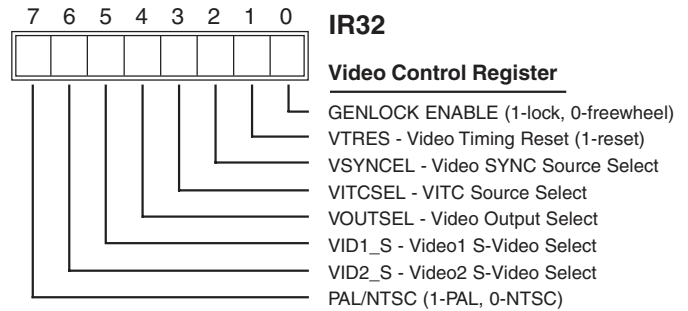 7 6 5 4 3 2 1 0
IR32
Video Control Register
GENLOCK ENABLE (1-lock, 0-freewheel)
VTRES - Video Timing Reset (1-reset)
VSYNCEL - Video SYNC Source Select
VITCSEL - VITC Source Select
VOUTSEL - Video Output Select
VID1_S - Video1 S-Video Select
VID2_S - Video2 S-Video Select
PAL/NTSC (1-PAL, 0-NTSC)